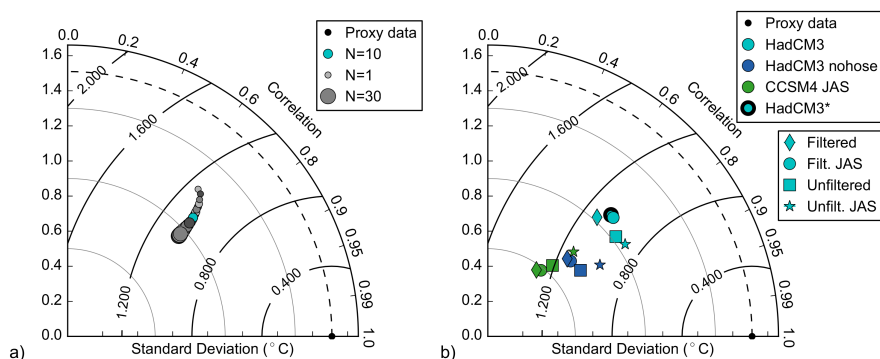 0.0
0.2
0.4
0.6
0.8
0.9
0.95
0.99
1.0
Correlation
1.6
1.4
1.2
1.0
0.8
0.6
0.4
0.2
0.0
2.000
1.600
1.200
0.800
0.400
Standard Deviation (°C)
Proxy data
N=10
N=1
N=30
a)
0.0
0.2
0.4
0.6
0.8
0.9
0.95
0.99
1.0
Correlation
1.6
1.4
1.2
1.0
0.8
0.6
0.4
0.2
0.0
2.000
1.600
1.200
0.800
0.400
Standard Deviation (°C)
Proxy data
HadCM3
HadCM3 nohose
CCSM4 JAS
HadCM3*
Filtered
Filt. JAS
Unfiltered
Unfilt. JAS
b)